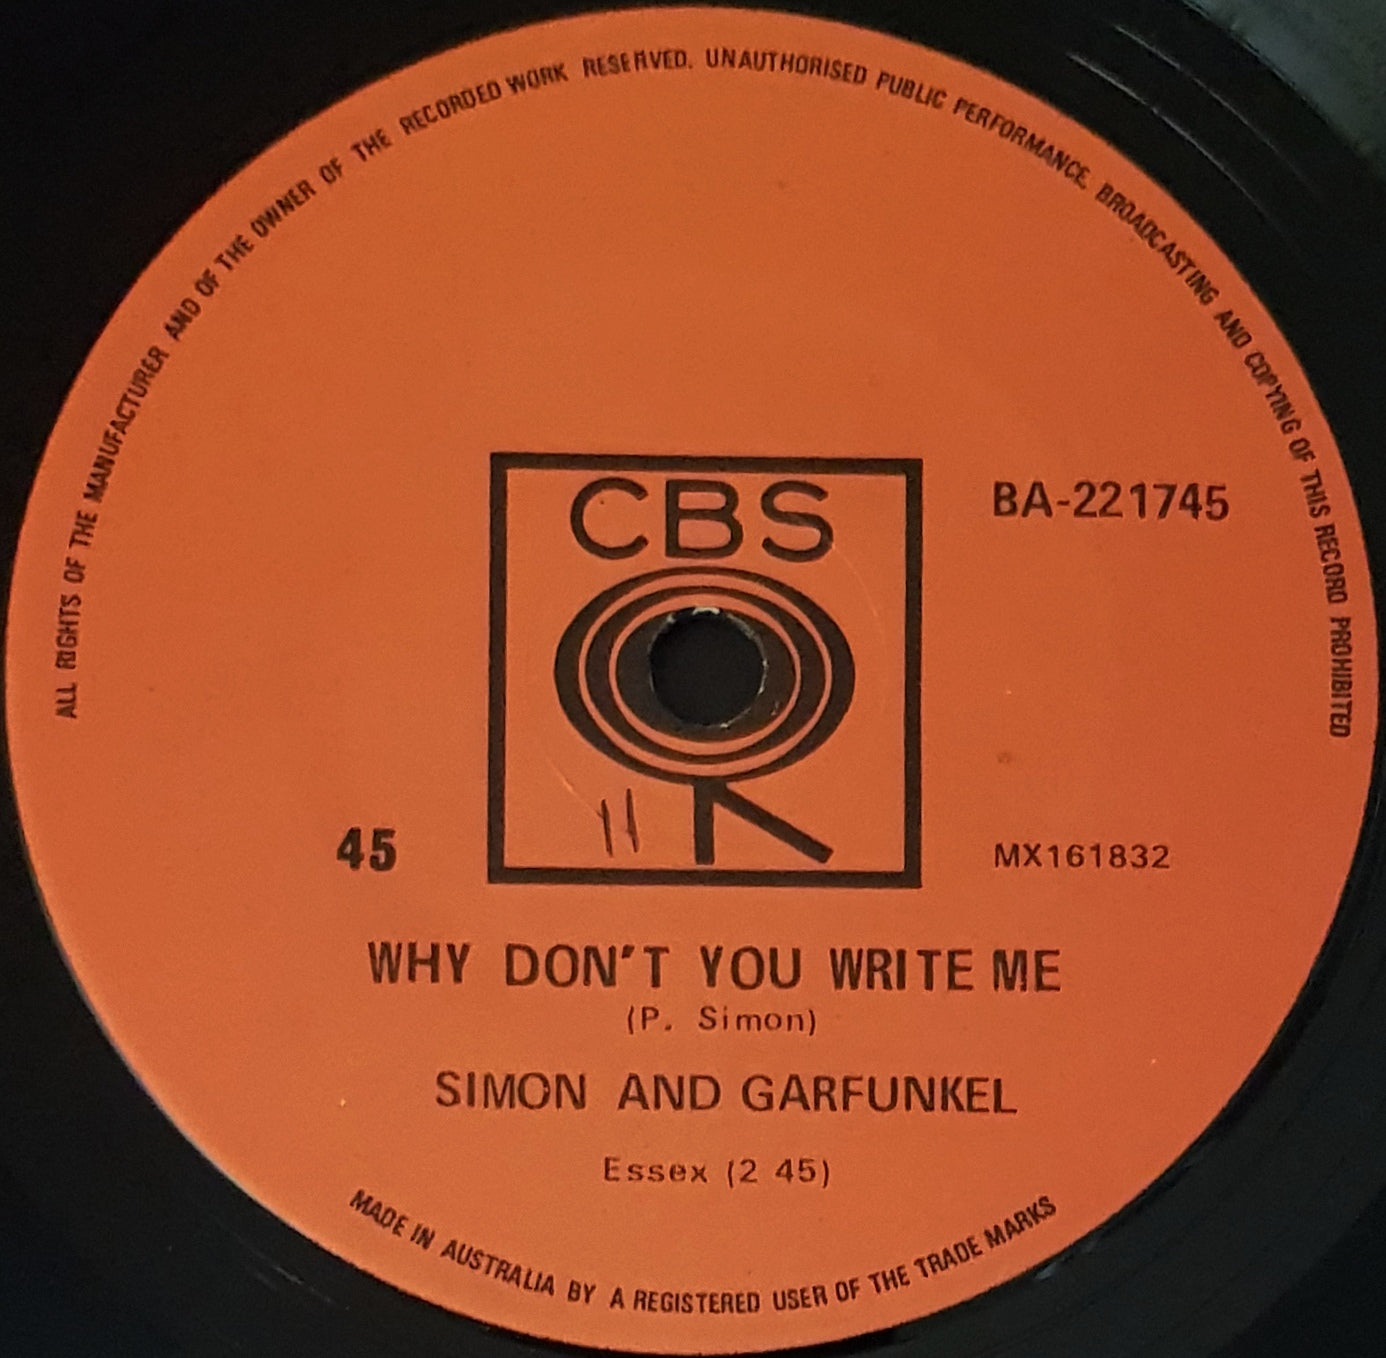 ALL RIGHTS OF THE MANUFACTURER AND OF THE OWNER OF THE RECORDED WORK RESERVED. UNAUTHORISED PUBLIC PERFORMANCE, BROADCASTING AND COPYING OF THIS RECORD PROHIBITED
CBS
BA-221745
45
MX161832
WHY DON'T YOU WRITE ME
(P. Simon)
SIMON AND GARFUNKEL
Essex (2 45)
MADE IN AUSTRALIA BY A REGISTERED USER OF THE TRADE MARKS